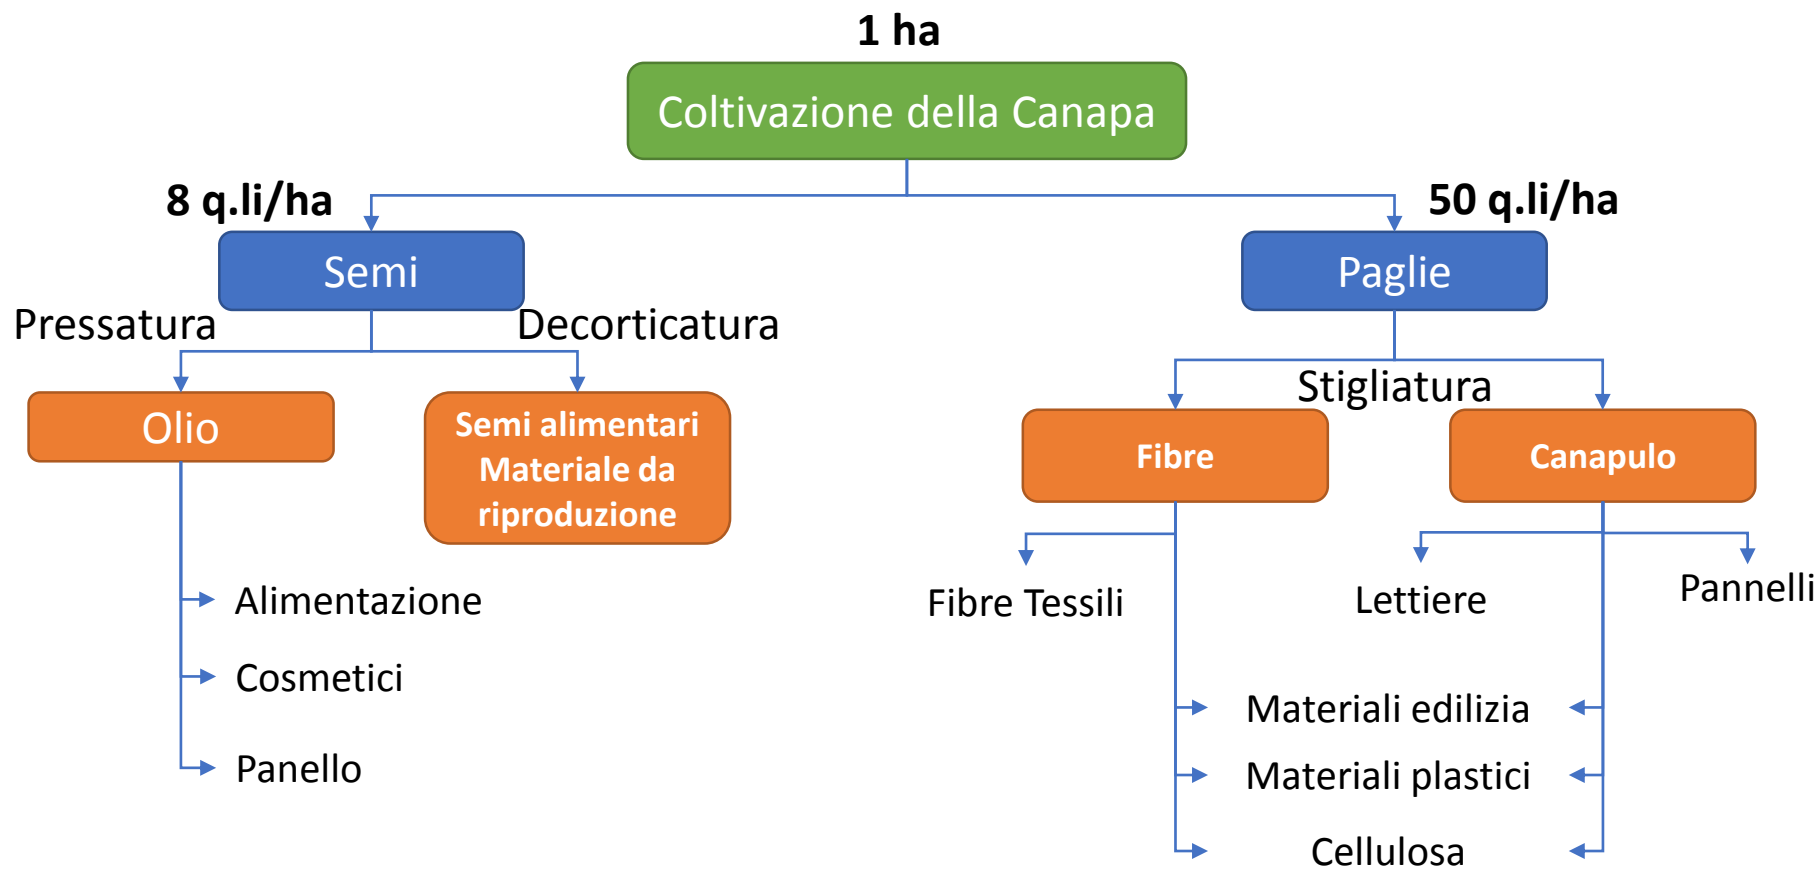 1 ha
Coltivazione della Canapa
8 q.li/ha
50 q.li/ha
Semi
Paglie
Pressatura
Decorticatura
Stigliatura
Olio
Semi alimentari
Materiale da
riproduzione
Fibre
Canapulo
Alimentazione
Cosmetici
Panello
Fibre Tessili
Lettiere
Pannelli
Materiali edilizia
Materiali plastici
Cellulosa